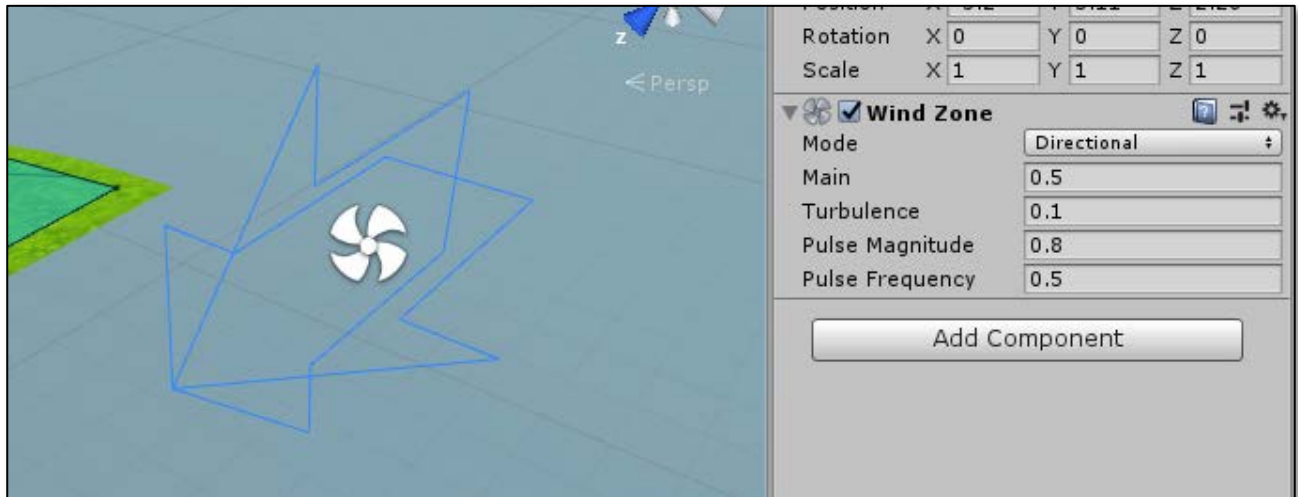 z
Persp
Position X Y Z
Rotation X 0 Y 0 Z 0
Scale X 1 Y 1 Z 1
Wind Zone
Mode Directional
Main 0.5
Turbulence 0.1
Pulse Magnitude 0.8
Pulse Frequency 0.5
Add Component